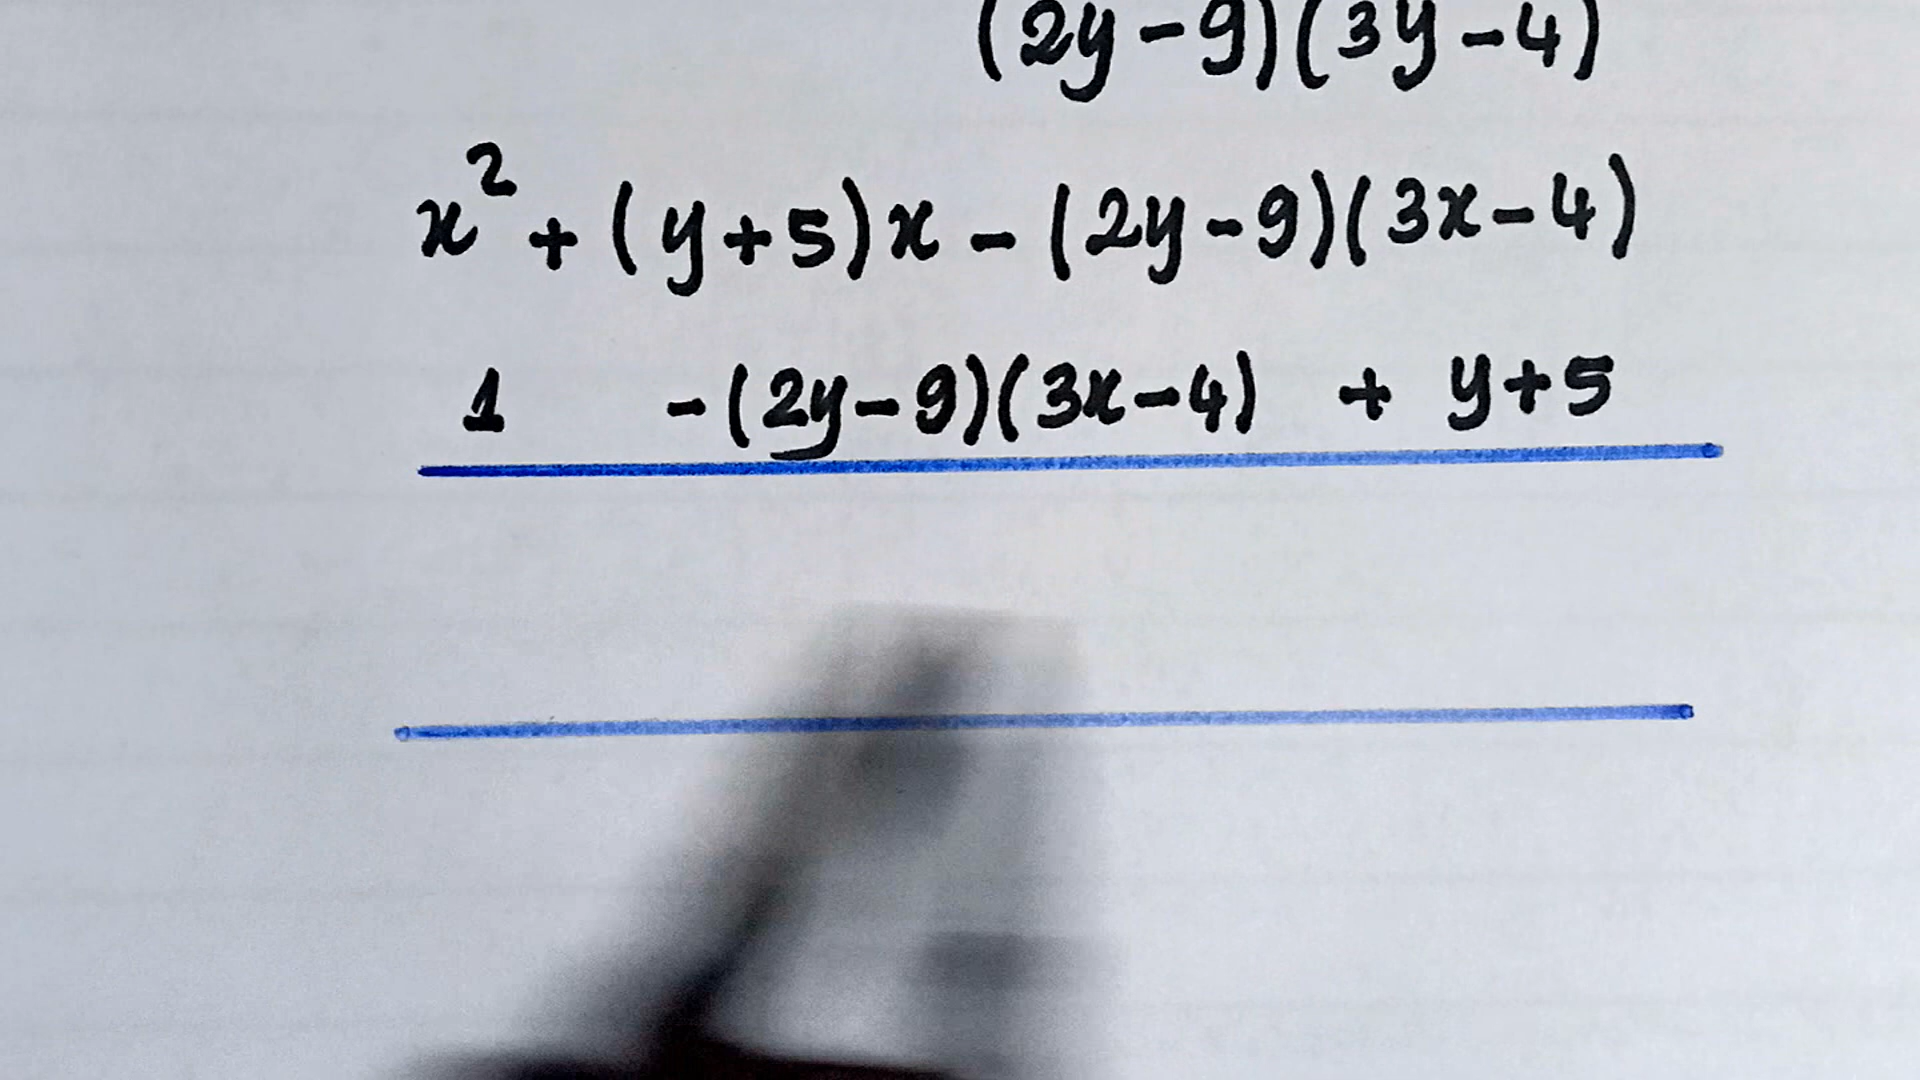 (2y-9)(3y-4)
x² + (y+5)x - (2y-9)(3x-4)
1 -(2y-9)(3x-4) + y+5